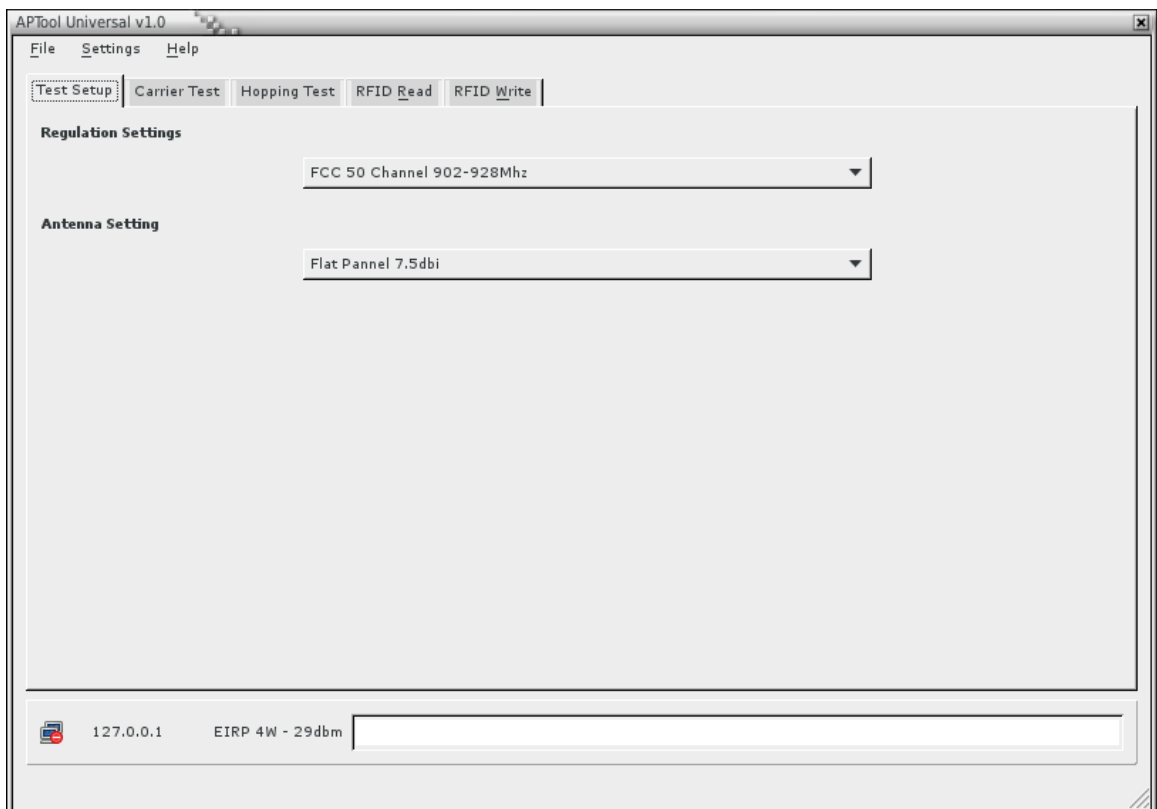 APTool Universal v1.0
File Settings Help
Test Setup Carrier Test Hopping Test RFID Read RFID Write
Regulation Settings
FCC 50 Channel 902-928Mhz
Antenna Setting
Flat Pannel 7.5dbi
127.0.0.1 EIRP 4W - 29dbm